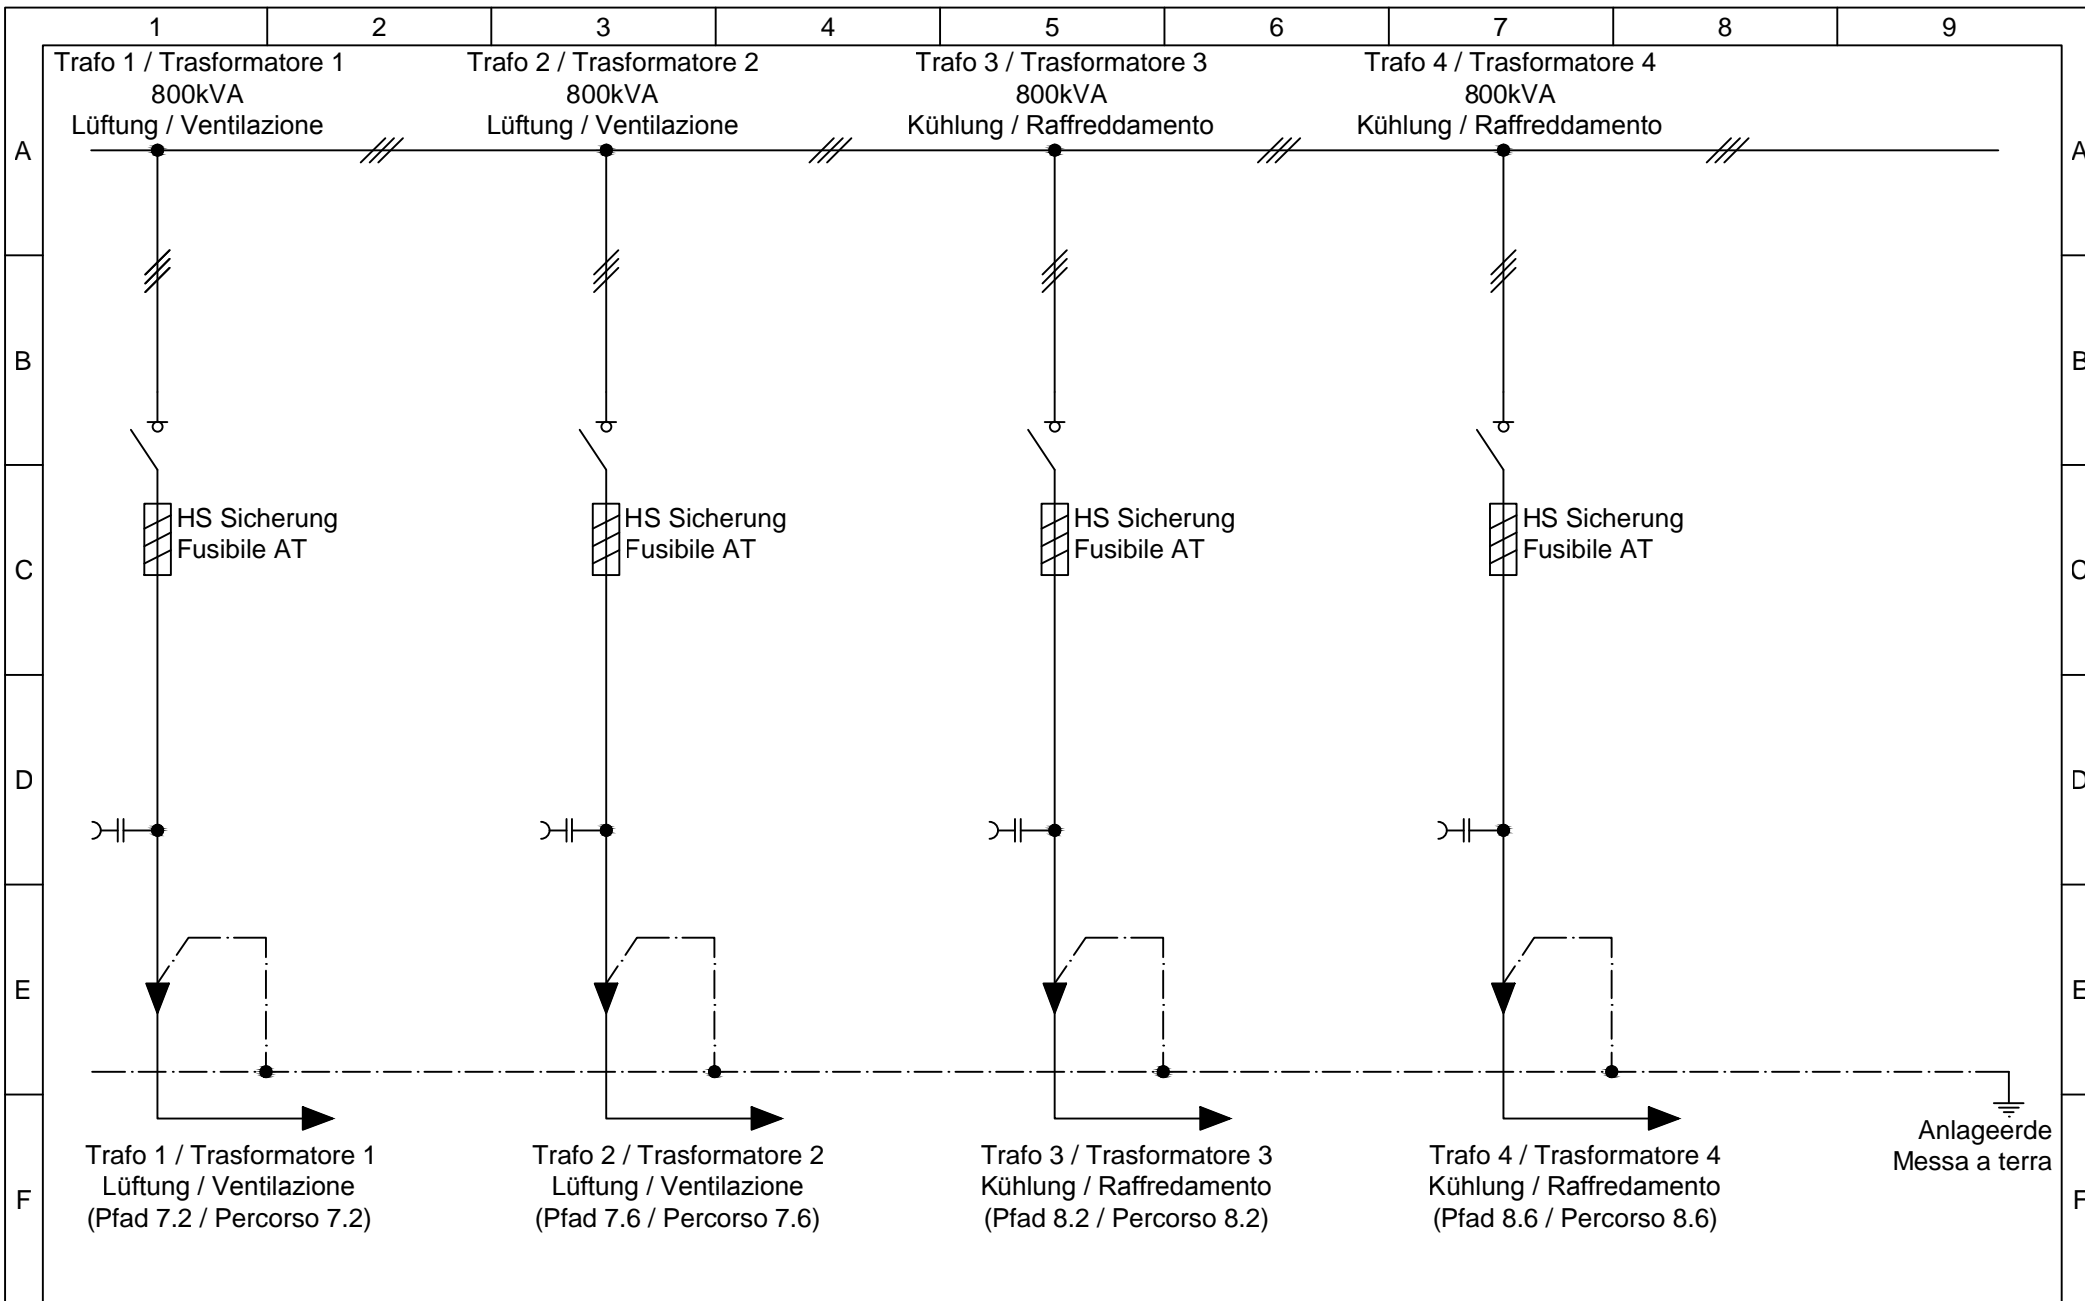 1 2 3 4 5 6 7 8 9
Trafo 1 / Trasformatore 1
800kVA
Lüftung / Ventilazione
Trafo 2 / Trasformatore 2
800kVA
Lüftung / Ventilazione
Trafo 3 / Trasformatore 3
800kVA
Kühlung / Raffreddamento
Trafo 4 / Trasformatore 4
800kVA
Kühlung / Raffreddamento
A A
B B
HS Sicherung
Fusibile AT
HS Sicherung
Fusibile AT
HS Sicherung
Fusibile AT
HS Sicherung
Fusibile AT
C C
D D
E E
Anlageerde
Messa a terra
Trafo 1 / Trasformatore 1
Lüftung / Ventilazione
(Pfad 7.2 / Percorso 7.2)
Trafo 2 / Trasformatore 2
Lüftung / Ventilazione
(Pfad 7.6 / Percorso 7.6)
Trafo 3 / Trasformatore 3
Kühlung / Raffredamento
(Pfad 8.2 / Percorso 8.2)
Trafo 4 / Trasformatore 4
Kühlung / Raffredamento
(Pfad 8.6 / Percorso 8.6)
F F